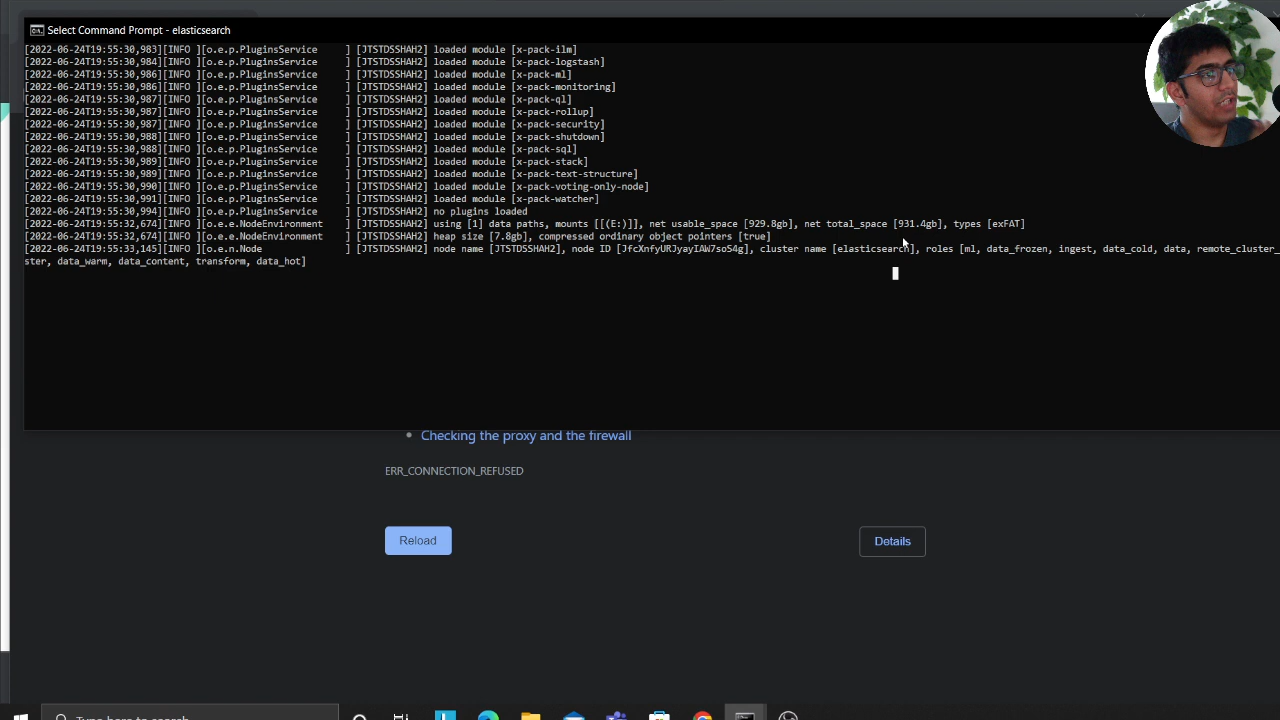 Select Command Prompt - elasticsearch
[2022-06-24T19:55:30,983][INFO ][o.e.p.PluginsService     ] [JTSTDSSHAH2] loaded module [x-pack-ilm]
[2022-06-24T19:55:30,984][INFO ][o.e.p.PluginsService     ] [JTSTDSSHAH2] loaded module [x-pack-logstash]
[2022-06-24T19:55:30,986][INFO ][o.e.p.PluginsService     ] [JTSTDSSHAH2] loaded module [x-pack-ml]
[2022-06-24T19:55:30,986][INFO ][o.e.p.PluginsService     ] [JTSTDSSHAH2] loaded module [x-pack-monitoring]
[2022-06-24T19:55:30,987][INFO ][o.e.p.PluginsService     ] [JTSTDSSHAH2] loaded module [x-pack-ql]
[2022-06-24T19:55:30,987][INFO ][o.e.p.PluginsService     ] [JTSTDSSHAH2] loaded module [x-pack-rollup]
[2022-06-24T19:55:30,987][INFO ][o.e.p.PluginsService     ] [JTSTDSSHAH2] loaded module [x-pack-security]
[2022-06-24T19:55:30,988][INFO ][o.e.p.PluginsService     ] [JTSTDSSHAH2] loaded module [x-pack-shutdown]
[2022-06-24T19:55:30,988][INFO ][o.e.p.PluginsService     ] [JTSTDSSHAH2] loaded module [x-pack-sql]
[2022-06-24T19:55:30,989][INFO ][o.e.p.PluginsService     ] [JTSTDSSHAH2] loaded module [x-pack-stack]
[2022-06-24T19:55:30,989][INFO ][o.e.p.PluginsService     ] [JTSTDSSHAH2] loaded module [x-pack-text-structure]
[2022-06-24T19:55:30,990][INFO ][o.e.p.PluginsService     ] [JTSTDSSHAH2] loaded module [x-pack-voting-only-node]
[2022-06-24T19:55:30,991][INFO ][o.e.p.PluginsService     ] [JTSTDSSHAH2] loaded module [x-pack-watcher]
[2022-06-24T19:55:30,994][INFO ][o.e.p.PluginsService     ] [JTSTDSSHAH2] no plugins loaded
[2022-06-24T19:55:32,674][INFO ][o.e.e.NodeEnvironment    ] [JTSTDSSHAH2] using [1] data paths, mounts [[(E:)]], net usable_space [929.8gb], net total_space [931.4gb], types [exFAT]
[2022-06-24T19:55:32,674][INFO ][o.e.e.NodeEnvironment    ] [JTSTDSSHAH2] heap size [7.8gb], compressed ordinary object pointers [true]
[2022-06-24T19:55:33,145][INFO ][o.e.n.Node               ] [JTSTDSSHAH2] node name [JTSTDSSHAH2], node ID [JfcXnfyURJyayIAW7so54g], cluster name [elasticsearch], roles [ml, data_frozen, ingest, data_cold, data, remote_cluster_
ster, data_warm, data_content, transform, data_hot]
Checking the proxy and the firewall
ERR_CONNECTION_REFUSED
Reload
Details
Type here to search